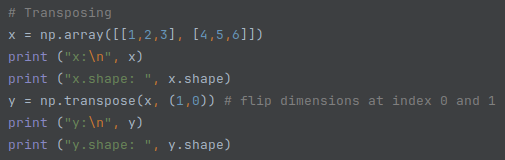 # Transposing
x = np.array([[1,2,3], [4,5,6]])
print ("x:\n", x)
print ("x.shape: ", x.shape)
y = np.transpose(x, (1,0)) # flip dimensions at index 0 and 1
print ("y:\n", y)
print ("y.shape: ", y.shape)